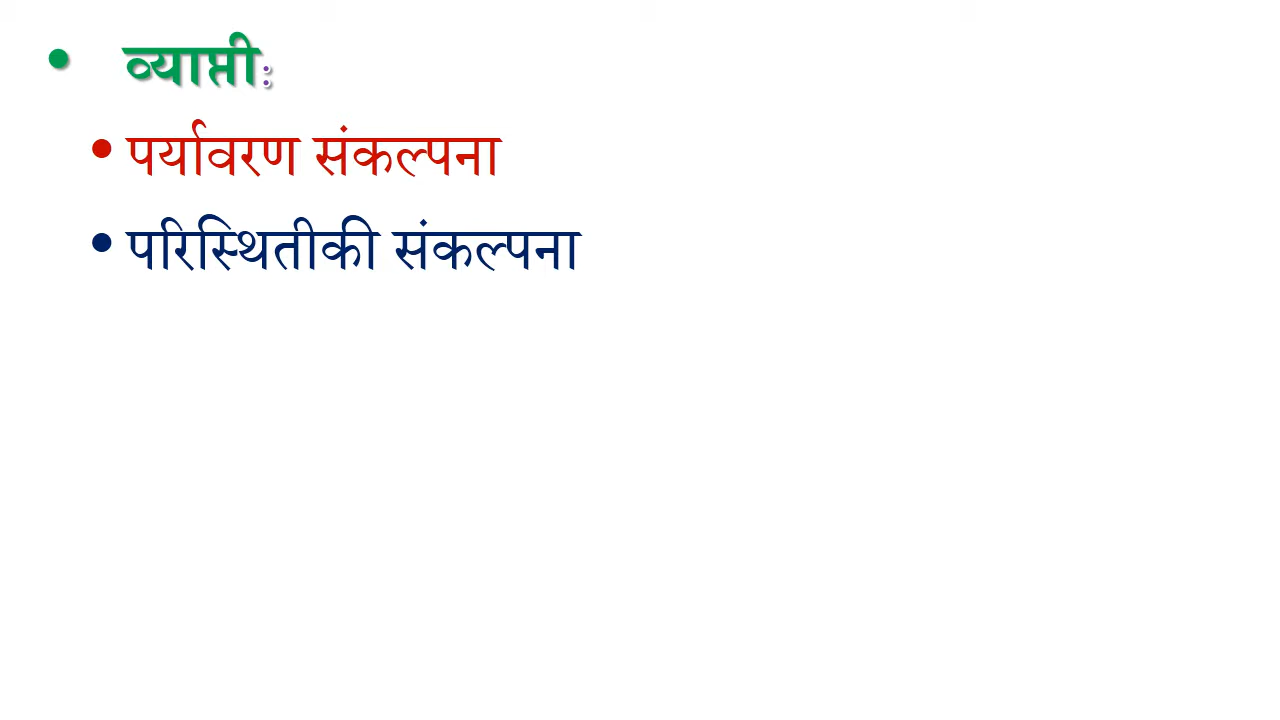 • व्याप्ती:
• पर्यावरण संकल्पना
• परिस्थितीकी संकल्पना